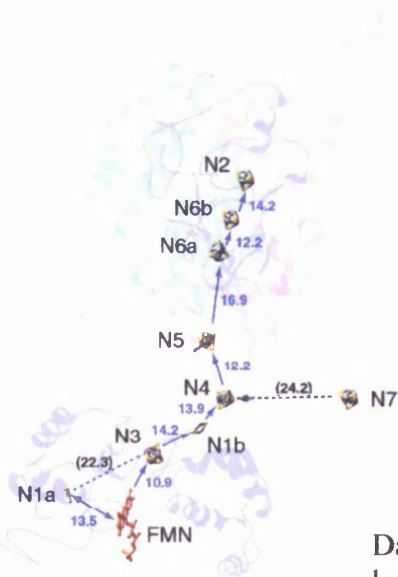 N2
14.2
N6b
12.2
N6a
16.9
N5
12.2
N4
(24.2)
N7
13.9
N3
14.2
N1b
(22.3)
10.9
N1a
13.5
FMN
Da